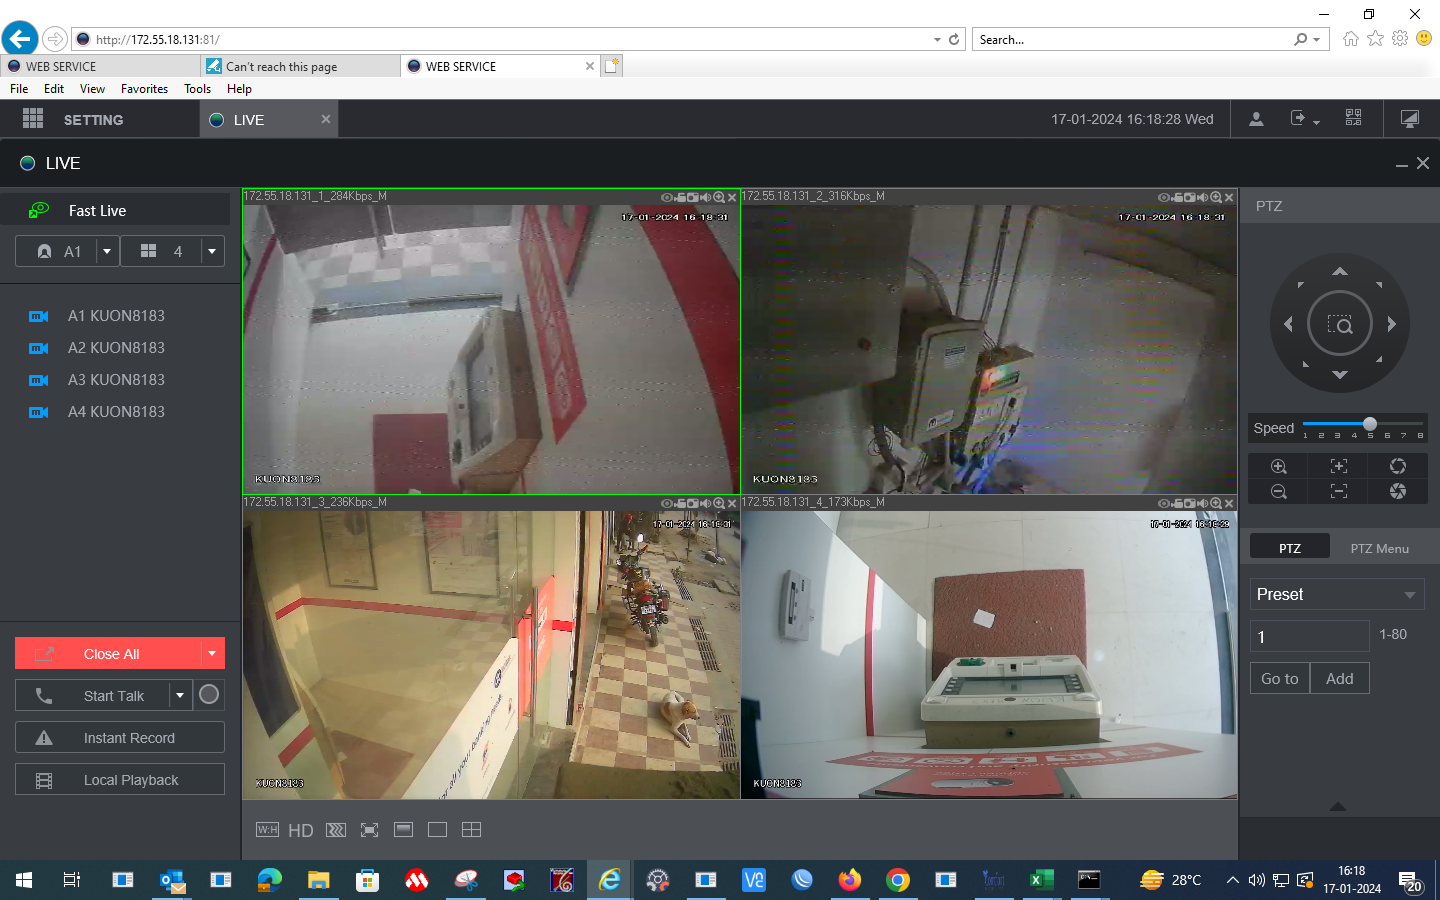 http://172.55.18.131:81/
Search...
WEB SERVICE
Can't reach this page
WEB SERVICE
File Edit View Favorites Tools Help
SETTING
LIVE
17-01-2024 16:18:28 Wed
LIVE
Fast Live
A1
4
A1 KUON8183
A2 KUON8183
A3 KUON8183
A4 KUON8183
Close All
Start Talk
Instant Record
Local Playback
172.55.18.131_1_284Kbps_M
17-01-2024 16:18:31
KUON8183
172.55.18.131_2_316Kbps_M
17-01-2024 16:18:31
KUON8183
172.55.18.131_3_236Kbps_M
17-01-2024 16:18:31
KUON8183
172.55.18.131_4_173Kbps_M
17-01-2024 16:18:29
KUON8183
W:H
HD
PTZ
Speed
1 2 3 4 5 6 7 8
PTZ
PTZ Menu
Preset
1
1-80
Go to
Add
28°C
16:18
17-01-2024
20